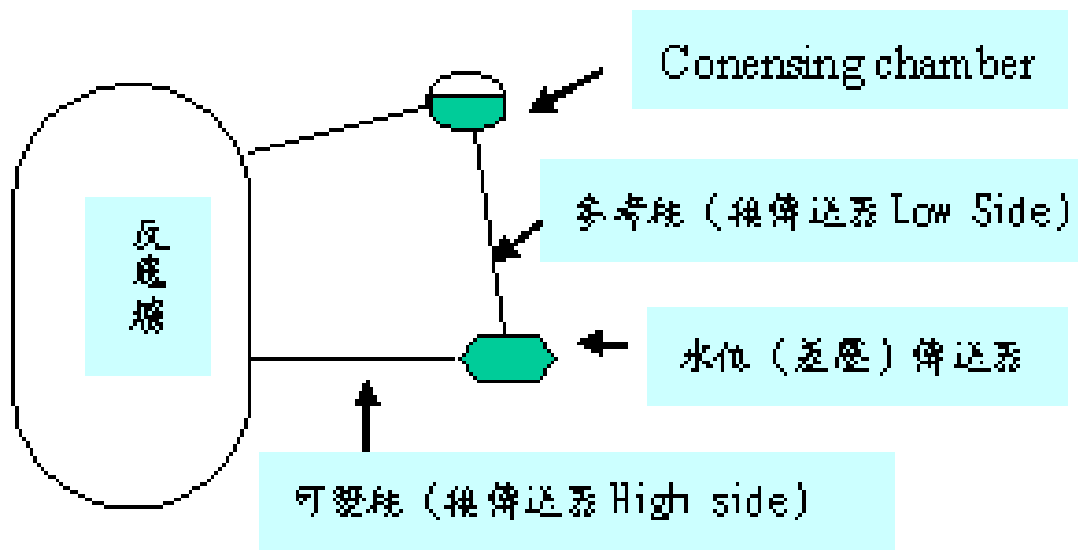 Conensing chamber
參考柱（接傳送器 Low Side)
反
應
爐
水位（差壓）傳送器
可變柱（接傳送器 High side)